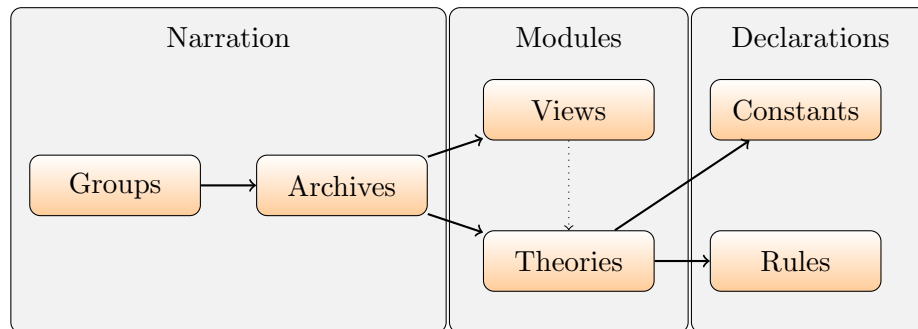 Narration
Modules
Declarations
Views
Constants
Groups
Archives
Theories
Rules